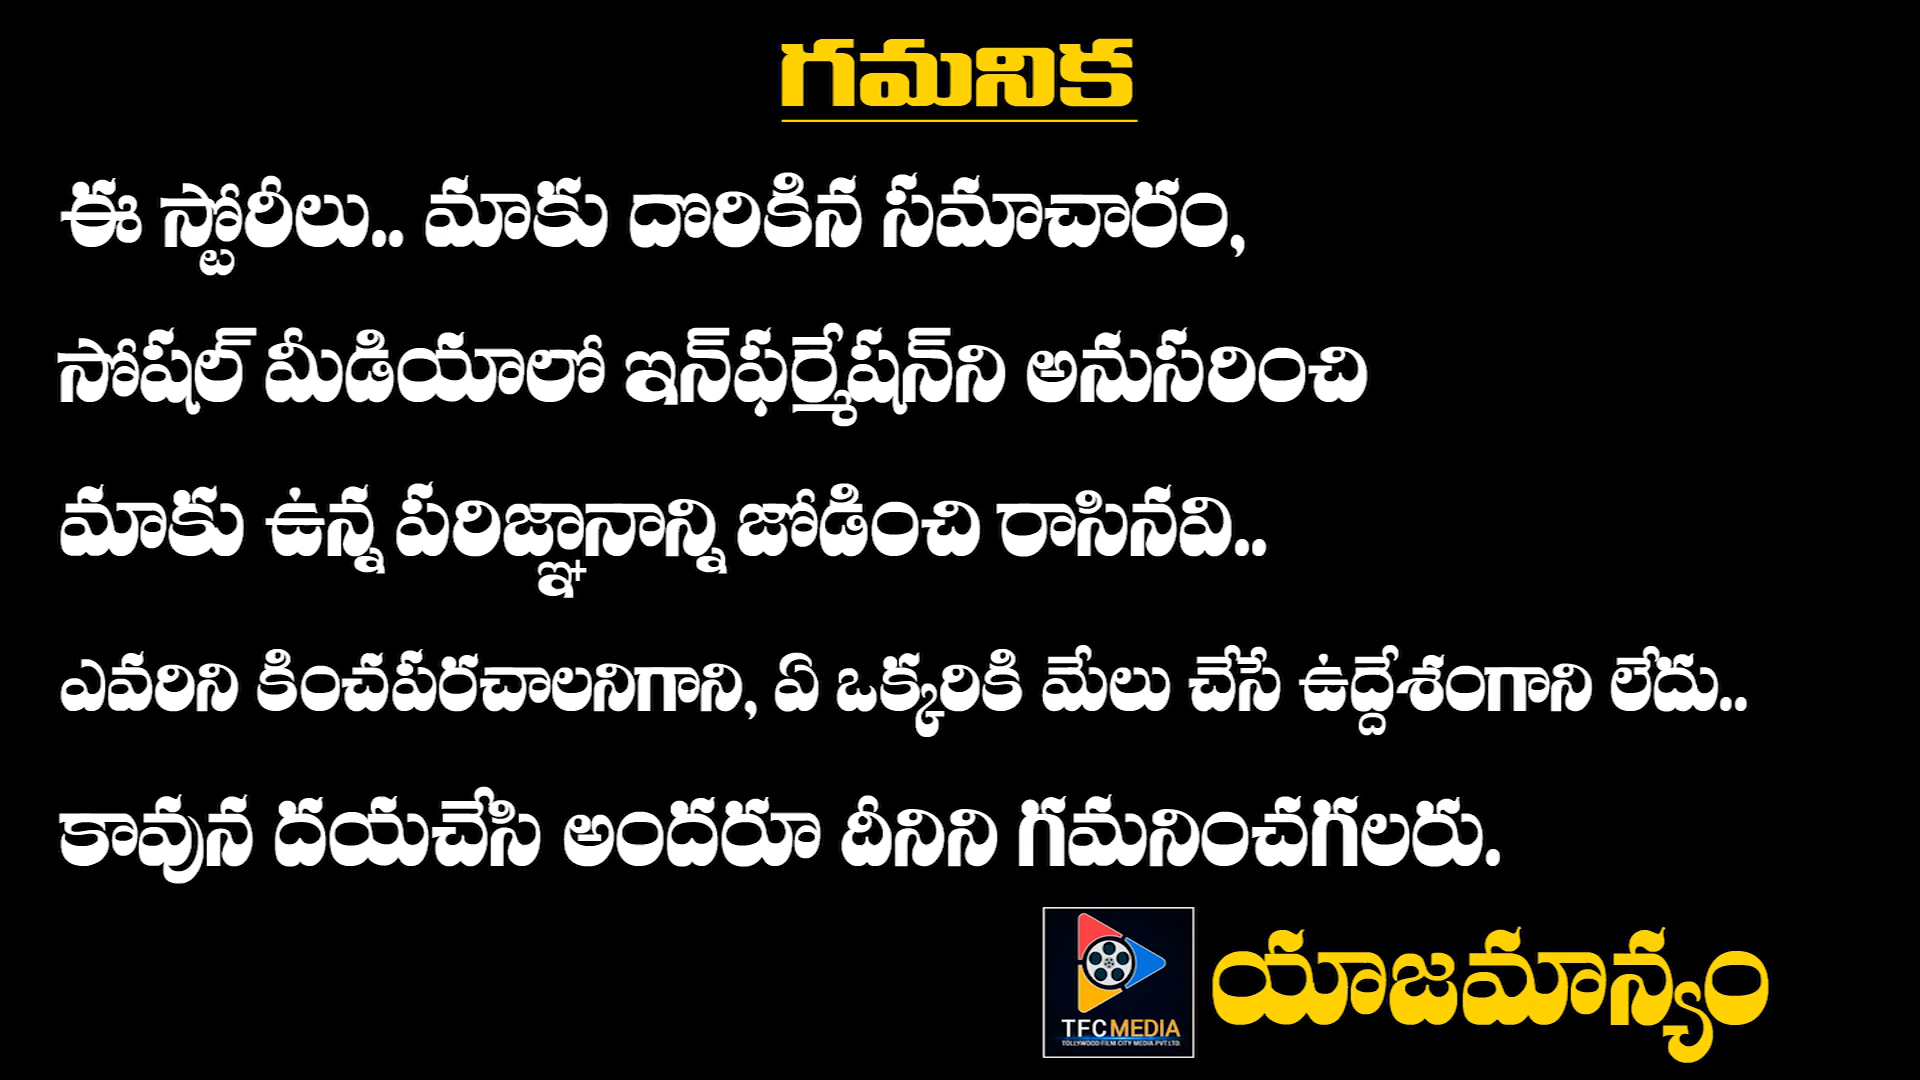 గమనిక
ఈ స్టోరీలు.. మాకు దొరికిన సమాచారం,
సోషల్ మీడియాలో ఇన్‌ఫర్మేషన్‌ని అనుసరించి
మాకు ఉన్న పరిజ్ఞానాన్ని జోడించి రాసినవి..
ఎవరిని కించపరచాలనిగాని, ఏ ఒక్కరికి మేలు చేసే ఉద్దేశంగాని లేదు..
కావున దయచేసి అందరూ దీనిని గమనించగలరు.
యాజమాన్యం
TFC MEDIA
TOLLYWOOD FILM CITY MEDIA PVT.LTD.